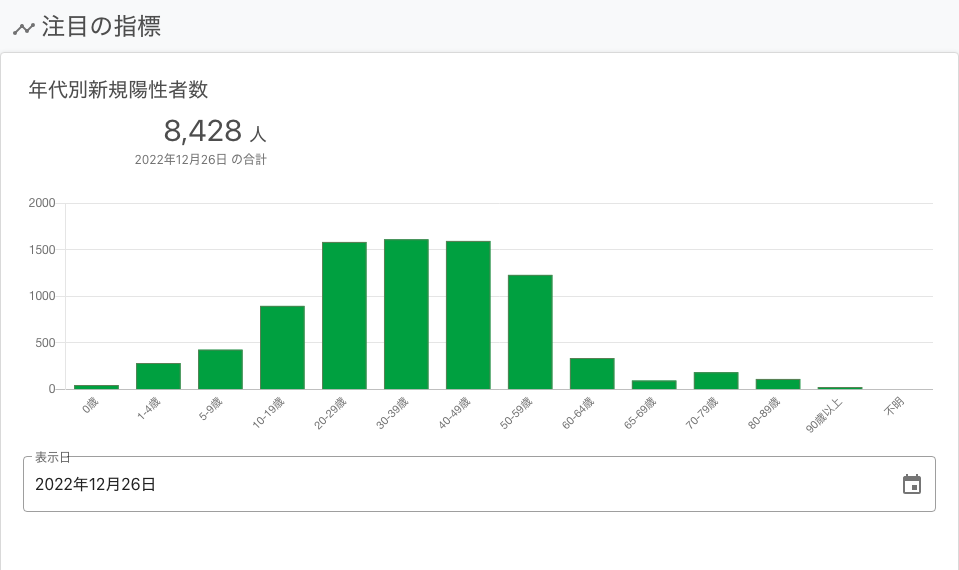 注目の指標
年代別新規陽性者数
8,428 人
2022年12月26日 の合計
2000
1500
1000
500
0
0歳 1-4歳 5-9歳 10-19歳 20-29歳 30-39歳 40-49歳 50-59歳 60-64歳 65-69歳 70-79歳 80-89歳 90歳以上 不明
表示日
2022年12月26日